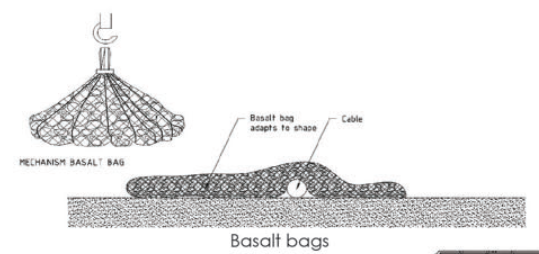 Basalt bag
adapts to shape
Cable
MECHANISM BASALT BAG
Basalt bags